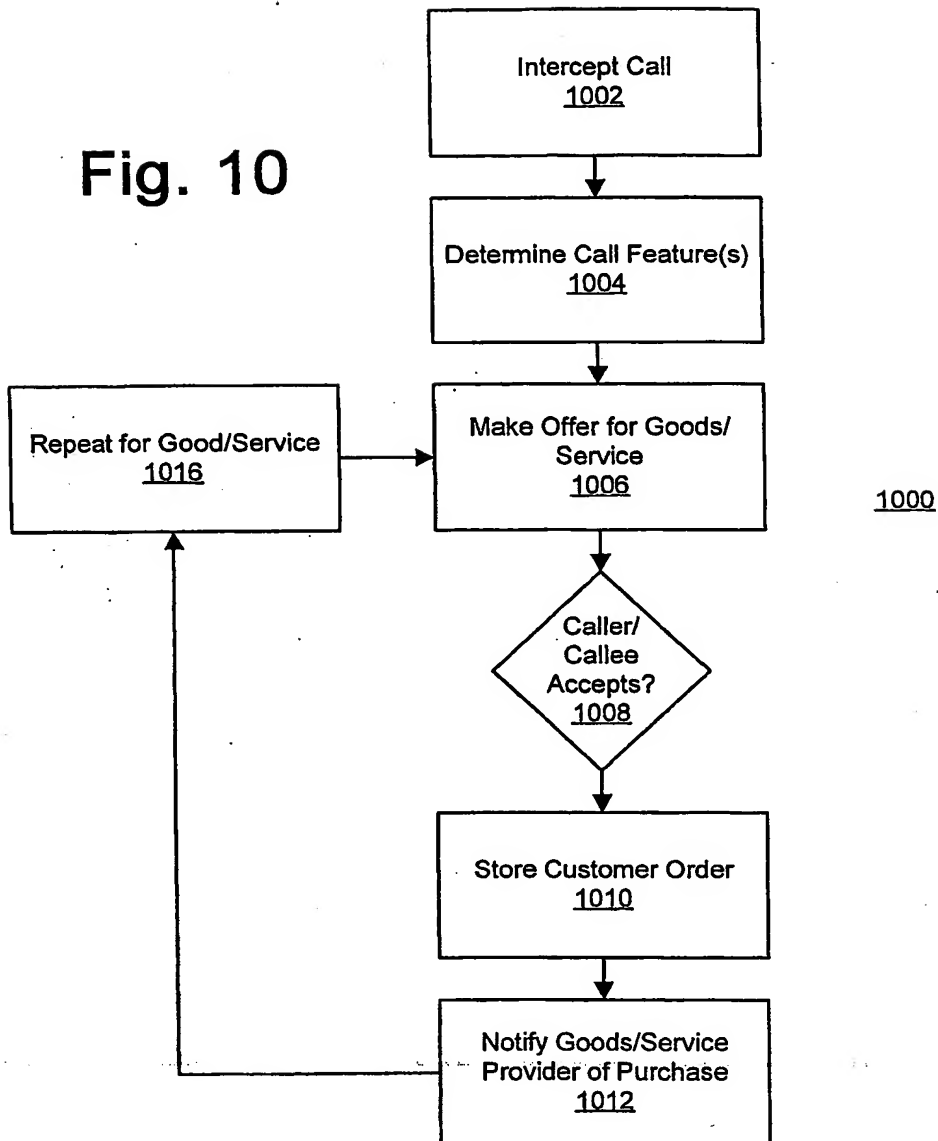 Fig. 10
Intercept Call
1002
Determine Call Feature(s)
1004
Repeat for Good/Service
1016
Make Offer for Goods/
Service
1006
1000
Caller/
Callee
Accepts?
1008
Store Customer Order
1010
Notify Goods/Service
Provider of Purchase
1012